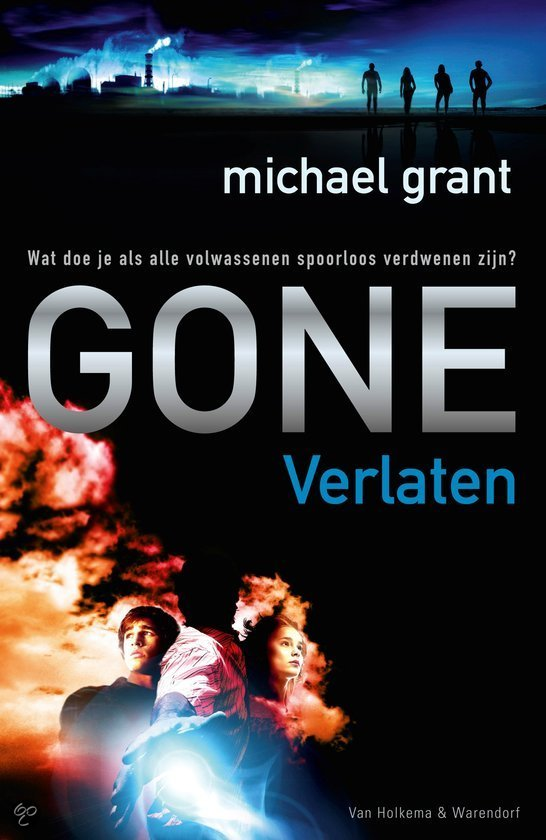 michael grant
Wat doe je als alle volwassenen spoorloos verdwenen zijn?
GONE
Verlaten
Van Holkema & Warendorf